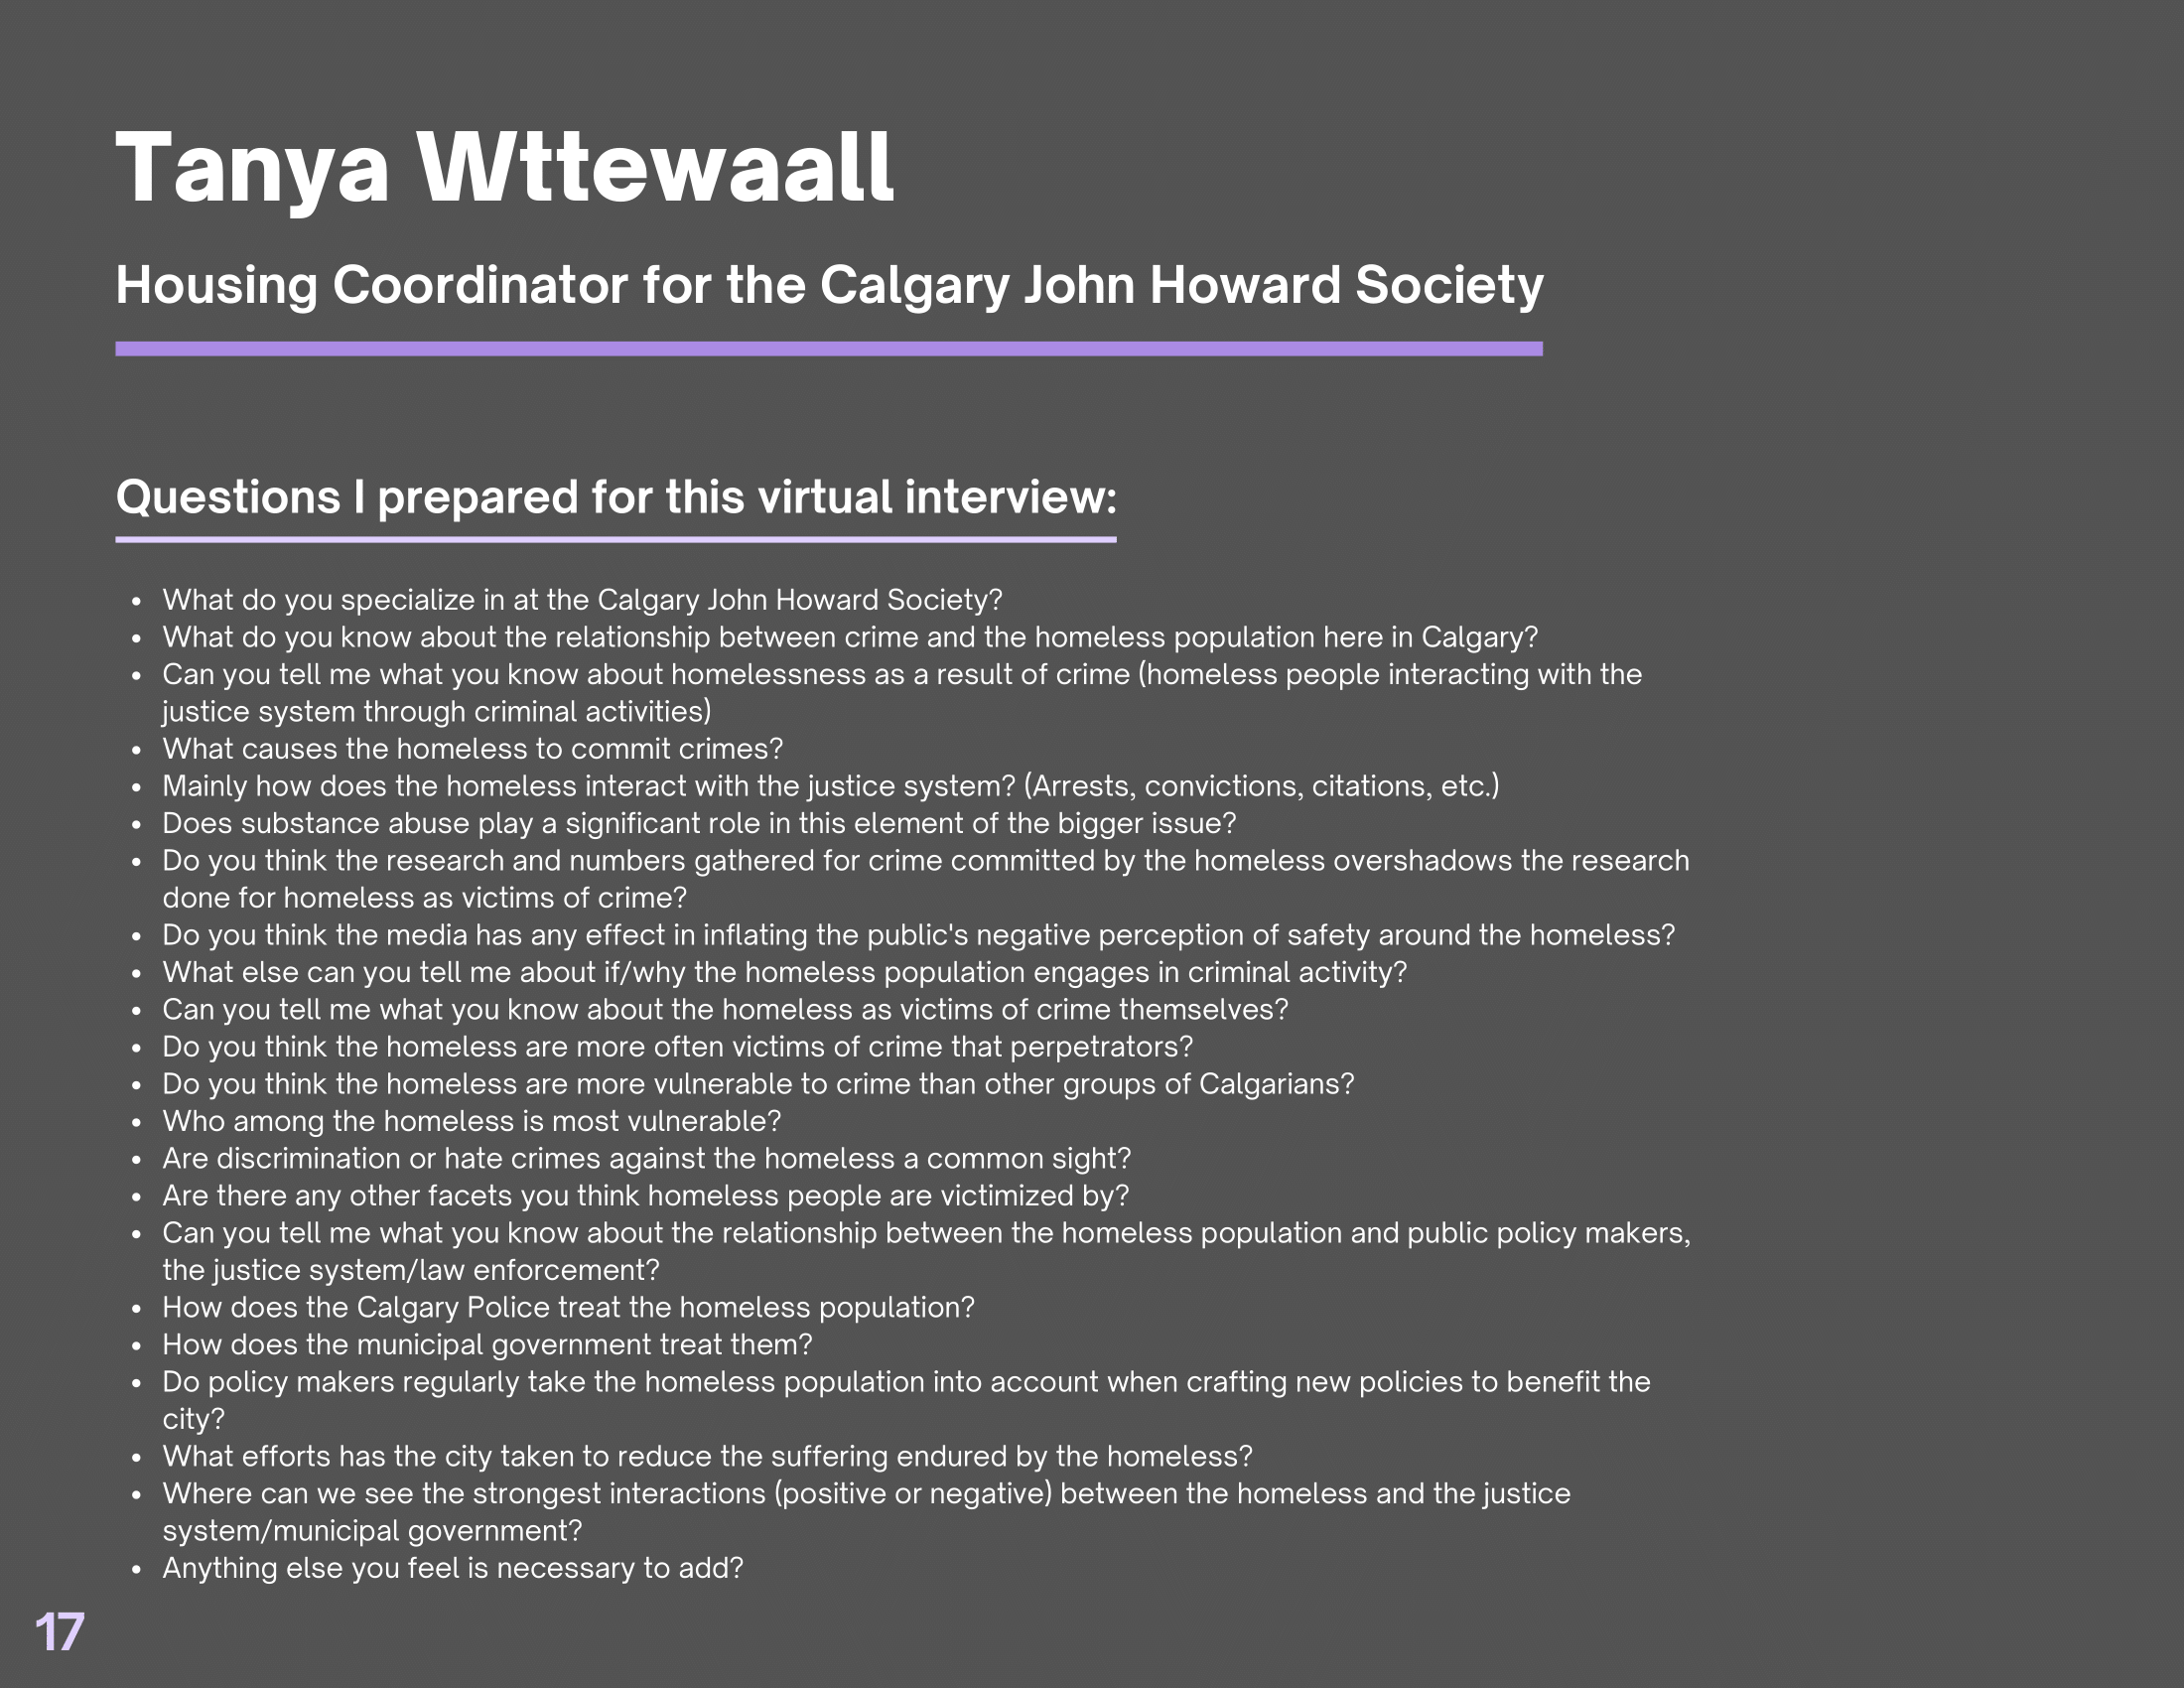 Tanya Wttewaall
Housing Coordinator for the Calgary John Howard Society
Questions I prepared for this virtual interview:
• What do you specialize in at the Calgary John Howard Society?
• What do you know about the relationship between crime and the homeless population here in Calgary?
• Can you tell me what you know about homelessness as a result of crime (homeless people interacting with the
justice system through criminal activities)
• What causes the homeless to commit crimes?
• Mainly how does the homeless interact with the justice system? (Arrests, convictions, citations, etc.)
• Does substance abuse play a significant role in this element of the bigger issue?
• Do you think the research and numbers gathered for crime committed by the homeless overshadows the research
done for homeless as victims of crime?
• Do you think the media has any effect in inflating the public's negative perception of safety around the homeless?
• What else can you tell me about if/why the homeless population engages in criminal activity?
• Can you tell me what you know about the homeless as victims of crime themselves?
• Do you think the homeless are more often victims of crime that perpetrators?
• Do you think the homeless are more vulnerable to crime than other groups of Calgarians?
• Who among the homeless is most vulnerable?
• Are discrimination or hate crimes against the homeless a common sight?
• Are there any other facets you think homeless people are victimized by?
• Can you tell me what you know about the relationship between the homeless population and public policy makers,
the justice system/law enforcement?
• How does the Calgary Police treat the homeless population?
• How does the municipal government treat them?
• Do policy makers regularly take the homeless population into account when crafting new policies to benefit the
city?
• What efforts has the city taken to reduce the suffering endured by the homeless?
• Where can we see the strongest interactions (positive or negative) between the homeless and the justice
system/municipal government?
• Anything else you feel is necessary to add?
17